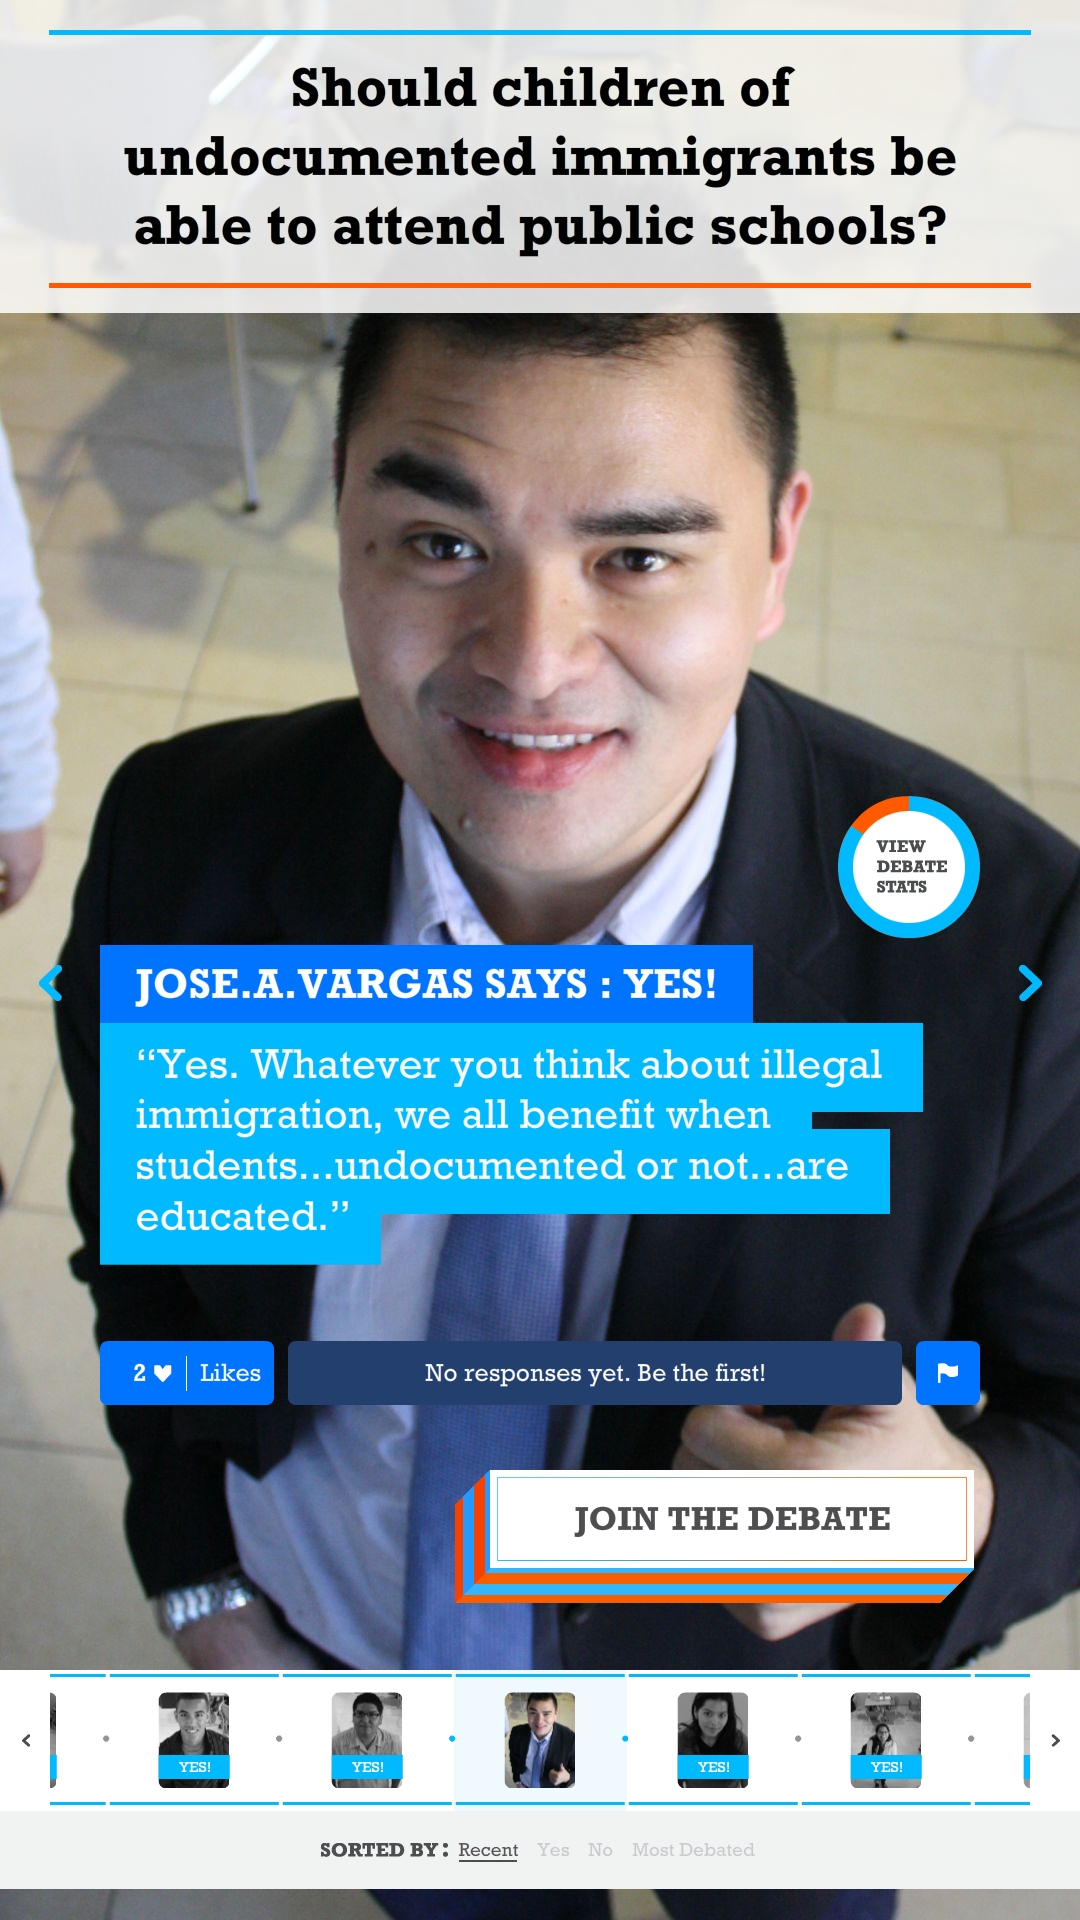 Should children of
undocumented immigrants be
able to attend public schools?
VIEW
DEBATE
STATS
JOSE.A.VARGAS SAYS : YES!
“Yes. Whatever you think about illegal
immigration, we all benefit when
students...undocumented or not...are
educated.”
2 Likes
No responses yet. Be the first!
JOIN THE DEBATE
YES!
YES!
YES!
YES!
SORTED BY: Recent Yes No Most Debated